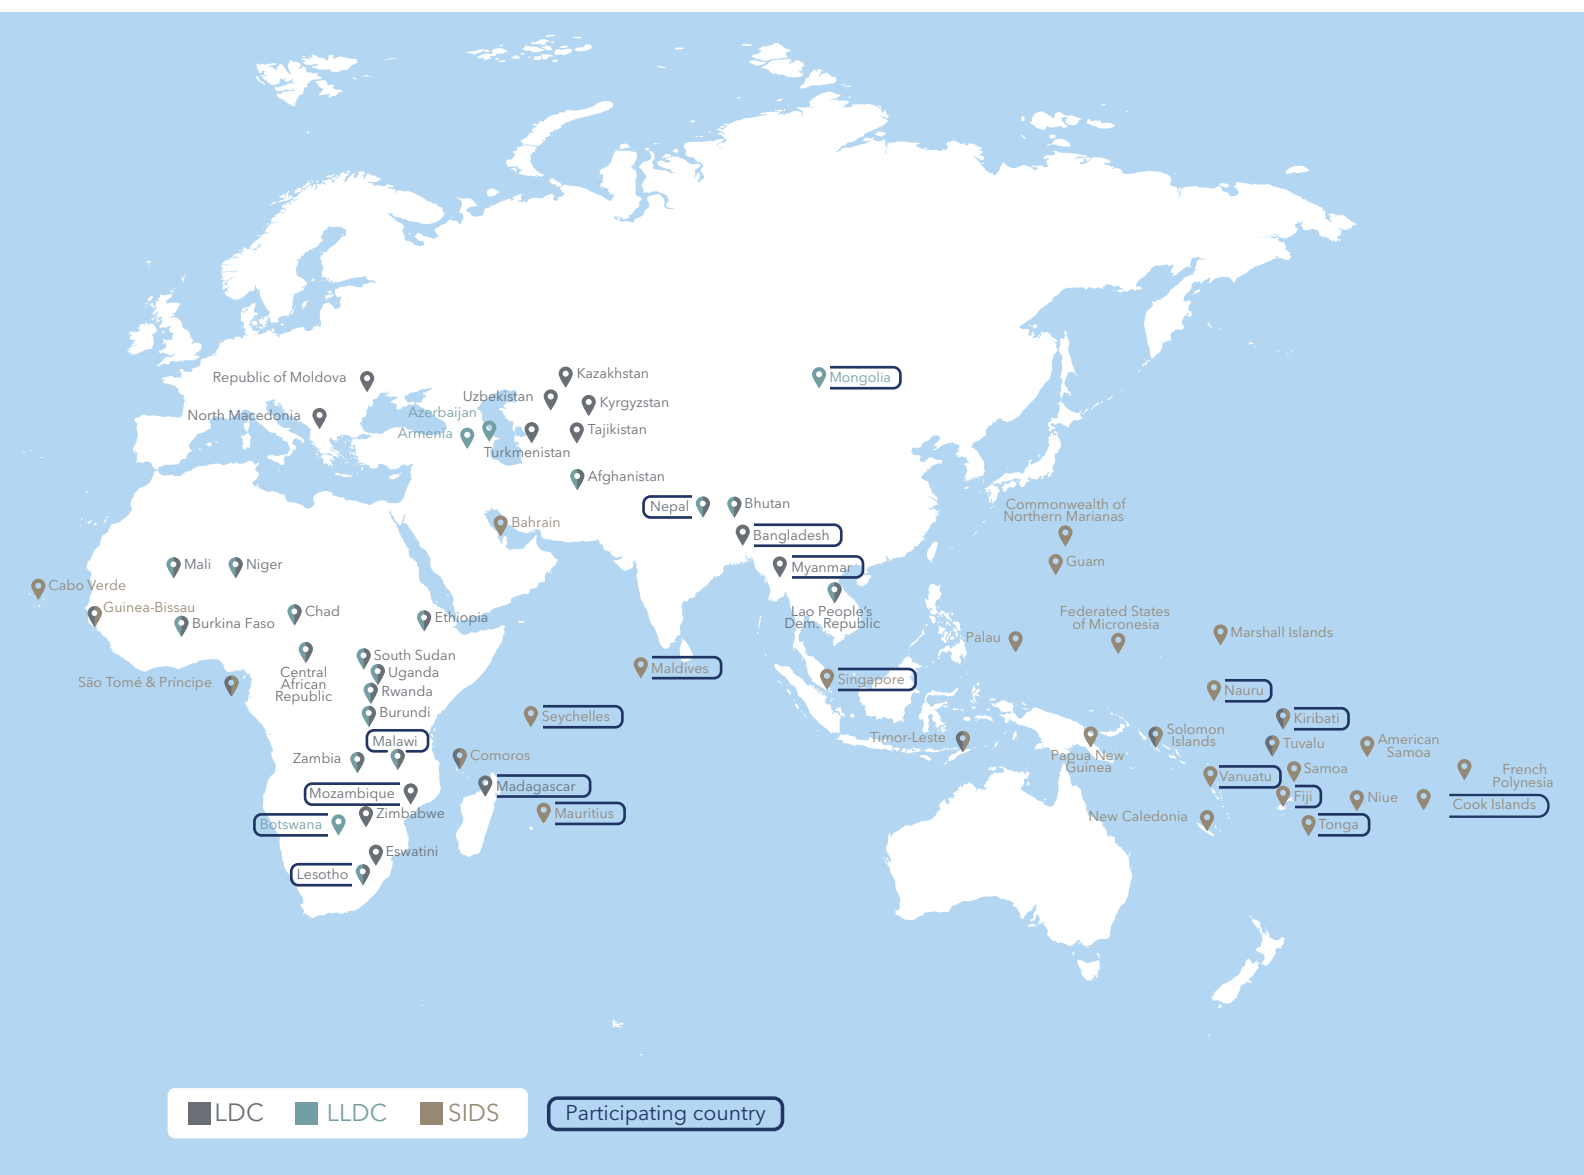 Kazakhstan
Republic of Moldova
Mongolia
Uzbekistan
Kyrgyzstan
North Macedonia
Azerbaijan
Armenia
Tajikistan
Turkmenistan
Afghanistan
Nepal
Bhutan
Commonwealth of
Northern Marianas
Bahrain
Bangladesh
Guam
Mali
Niger
Myanmar
Cabo Verde
Guinea-Bissau
Burkina Faso
Chad
Ethiopia
Lao People's
Dem. Republic
Federated States
of Micronesia
Palau
Marshall Islands
South Sudan
Central
African
Republic
Uganda
Maldives
São Tomé & Príncipe
Rwanda
Singapore
Nauru
Burundi
Seychelles
Kiribati
Malawi
Timor-Leste
Solomon
Islands
Tuvalu
American
Samoa
Zambia
Comoros
Papua New
Guinea
Samoa
French
Polynesia
Vanuatu
Mozambique
Madagascar
Fiji
Niue
Cook Islands
Zimbabwe
Mauritius
New Caledonia
Botswana
Tonga
Eswatini
Lesotho
LDC
LLDC
SIDS
Participating country